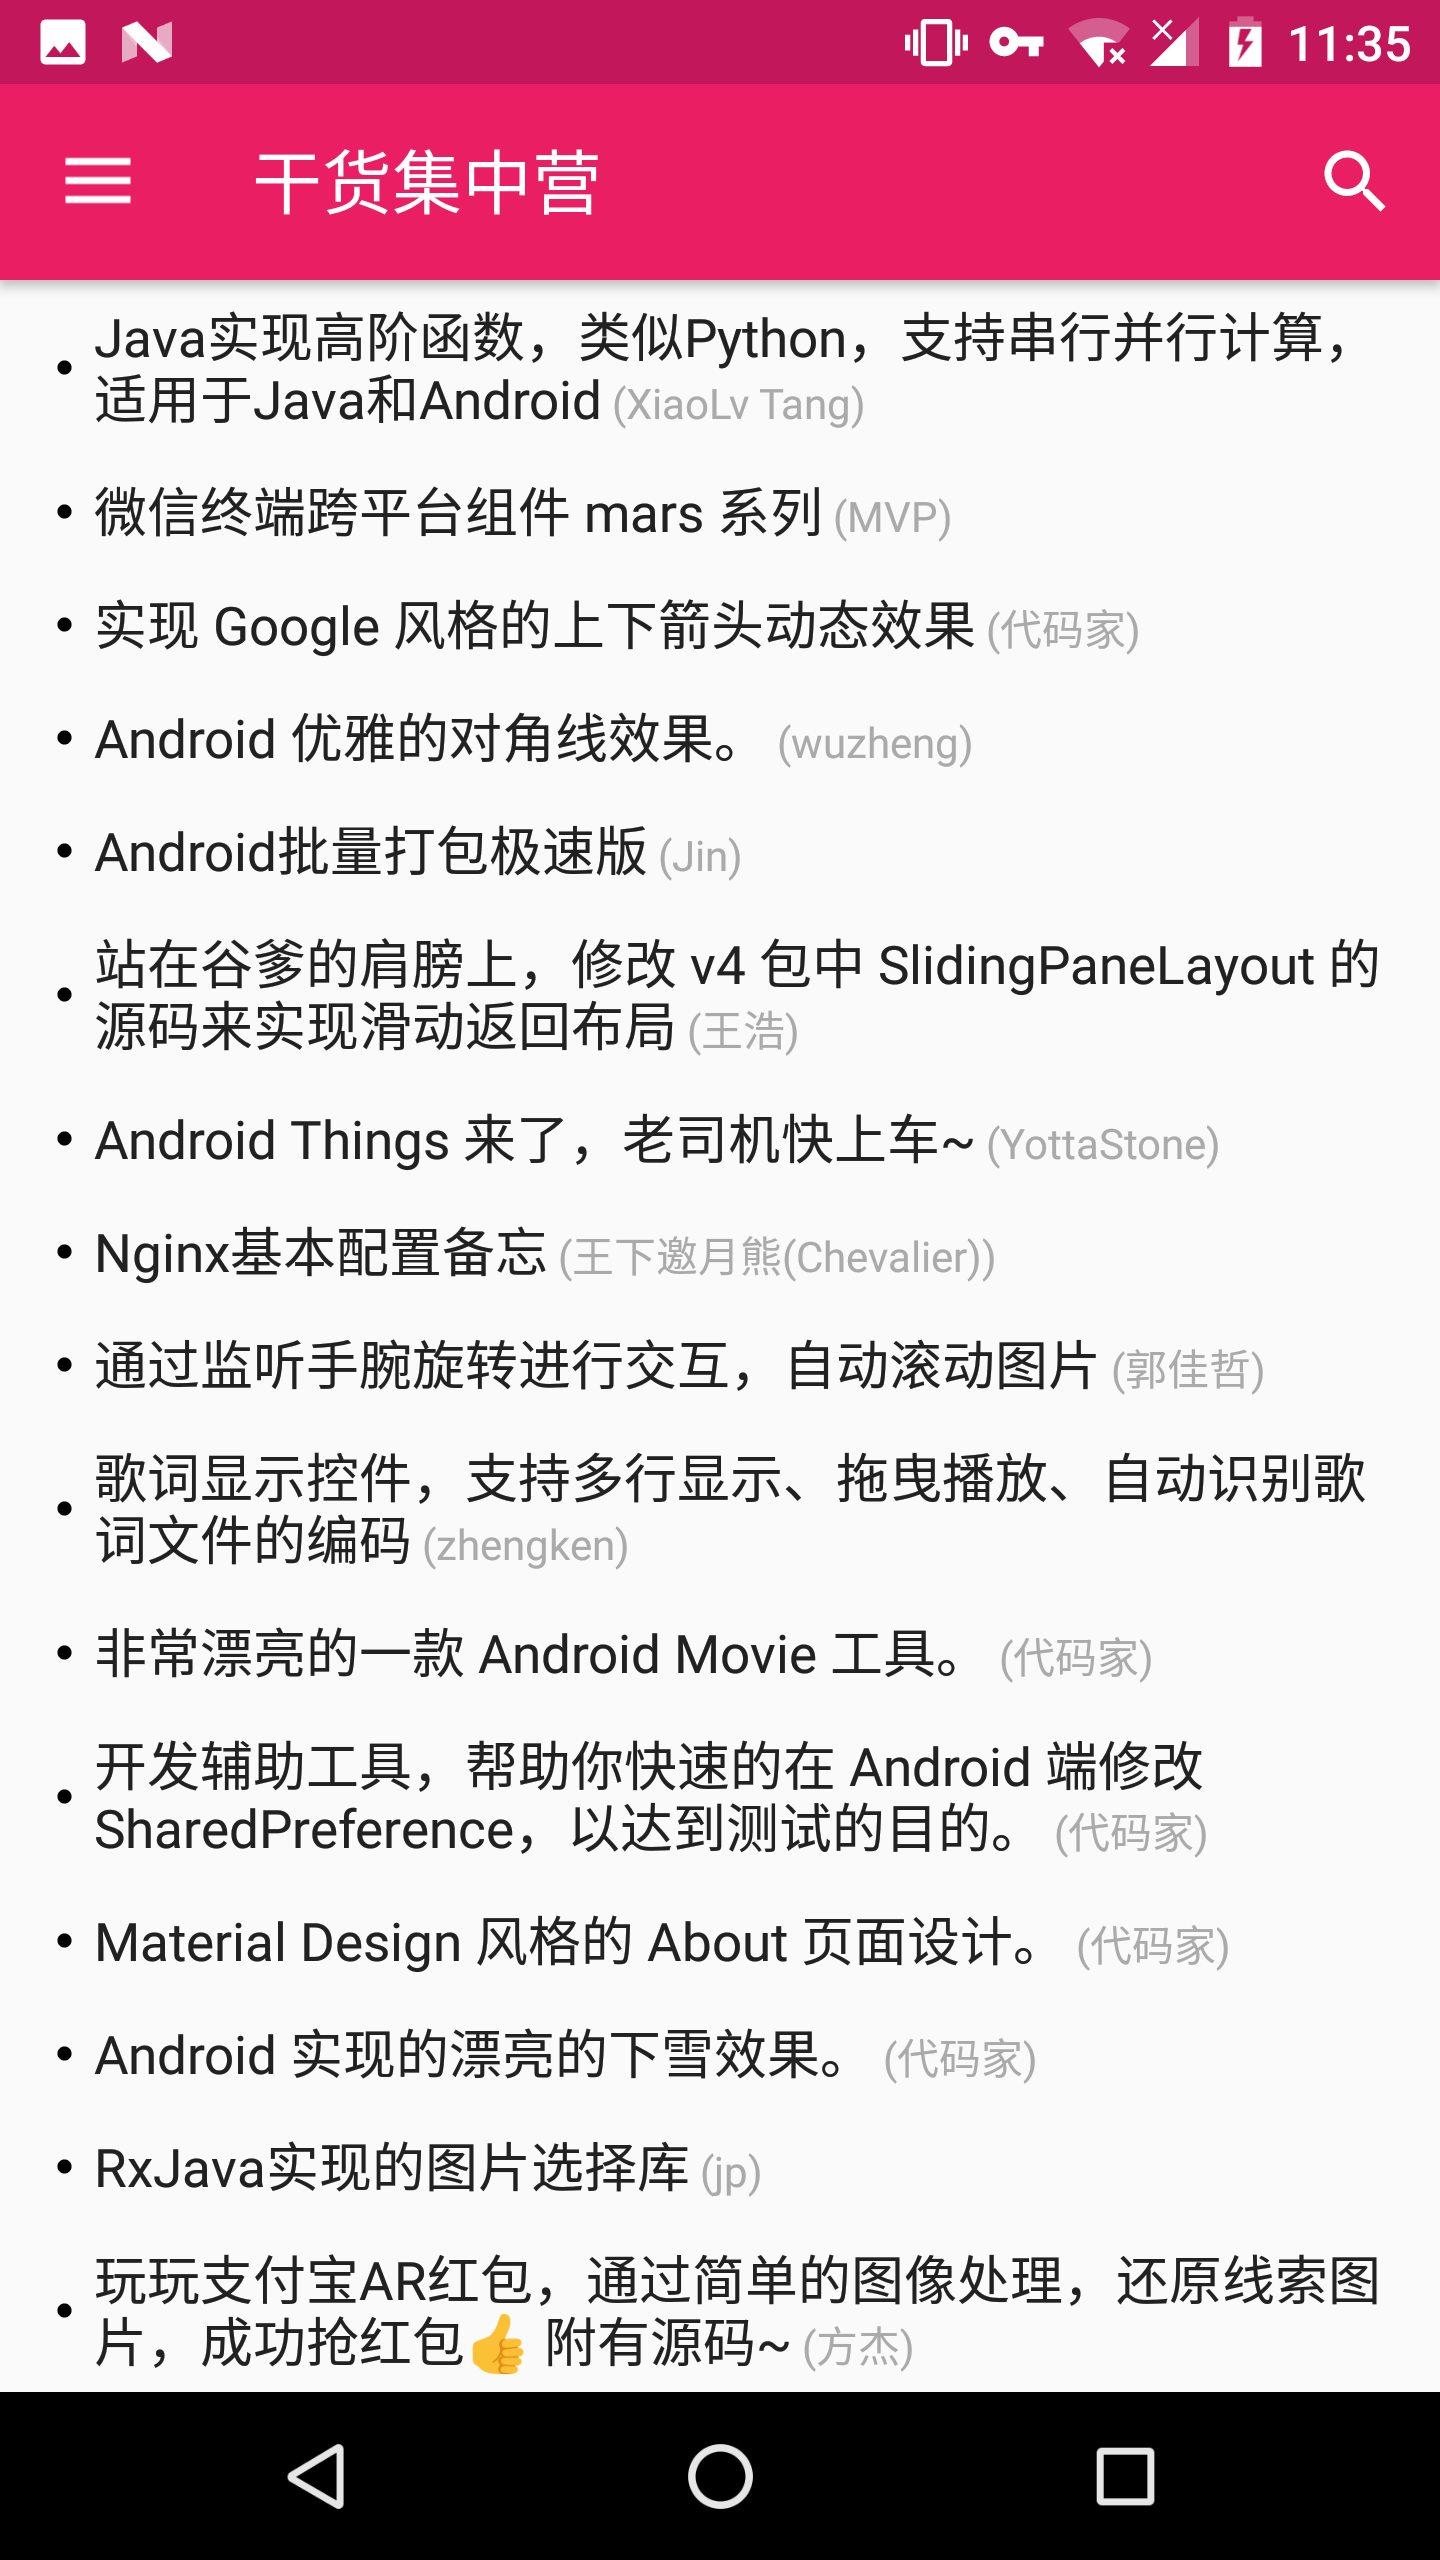 11:35
干货集中营
• Java实现高阶函数，类似Python，支持串行并行计算，
适用于Java和Android (XiaoLv Tang)
• 微信终端跨平台组件 mars 系列 (MVP)
• 实现 Google 风格的上下箭头动态效果 (代码家)
• Android 优雅的对角线效果。 (wuzheng)
• Android批量打包极速版 (Jin)
• 站在谷爹的肩膀上，修改 v4 包中 SlidingPaneLayout 的
源码来实现滑动返回布局 (王浩)
• Android Things 来了，老司机快上车~ (YottaStone)
• Nginx基本配置备忘 (王下邀月熊(Chevalier))
• 通过监听手腕旋转进行交互，自动滚动图片 (郭佳哲)
• 歌词显示控件，支持多行显示、拖曳播放、自动识别歌
词文件的编码 (zhengken)
• 非常漂亮的一款 Android Movie 工具。 (代码家)
• 开发辅助工具，帮助你快速的在 Android 端修改
SharedPreference，以达到测试的目的。 (代码家)
• Material Design 风格的 About 页面设计。 (代码家)
• Android 实现的漂亮的下雪效果。 (代码家)
• RxJava实现的图片选择库 (jp)
• 玩玩支付宝AR红包，通过简单的图像处理，还原线索图
片，成功抢红包👍 附有源码~ (方杰)